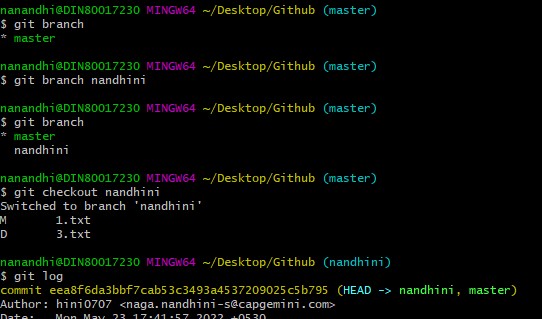 nanandhi@DIN80017230 MINGW64 ~/Desktop/Github (master)
$ git branch
* master
nanandhi@DIN80017230 MINGW64 ~/Desktop/Github (master)
$ git branch nandhini
nanandhi@DIN80017230 MINGW64 ~/Desktop/Github (master)
$ git branch
* master
  nandhini
nanandhi@DIN80017230 MINGW64 ~/Desktop/Github (master)
$ git checkout nandhini
Switched to branch 'nandhini'
M       1.txt
D       3.txt
nanandhi@DIN80017230 MINGW64 ~/Desktop/Github (nandhini)
$ git log
commit eea8f6da3bbf7cab53c3493a4537209025c5b795 (HEAD -> nandhini, master)
Author: hini0707 <naga.nandhini-s@capgemini.com>
Date:   Mon May 23 17:41:57 2022 +0530